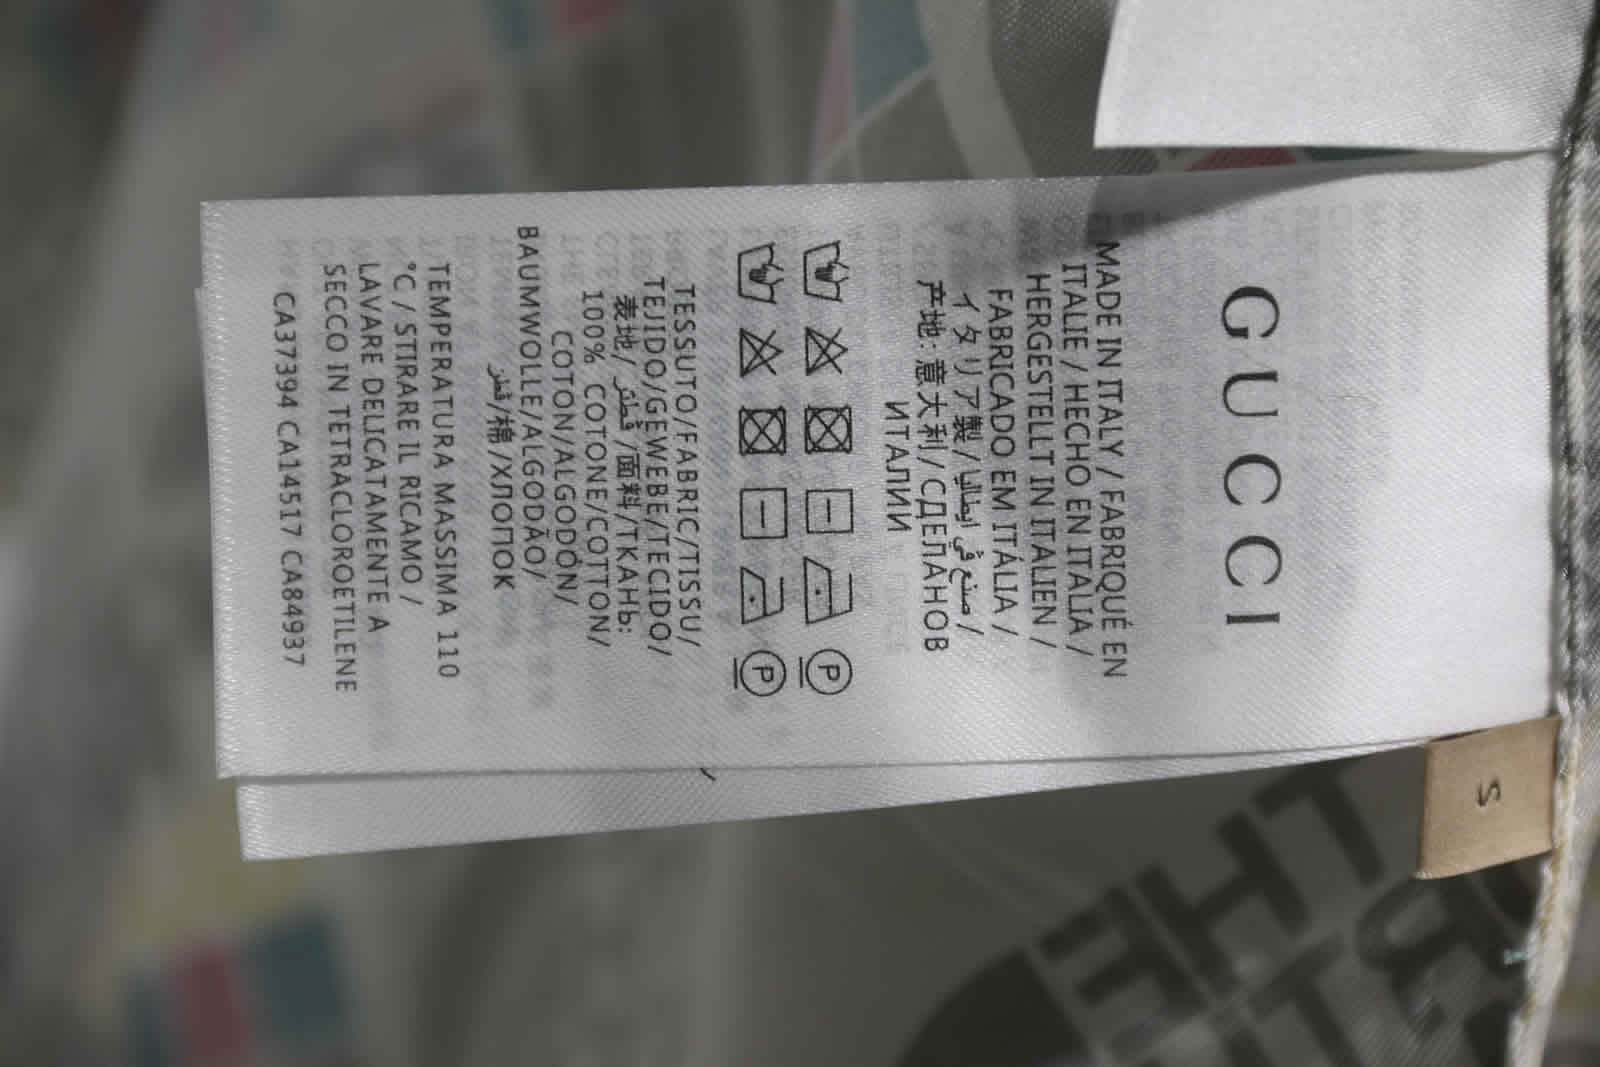 GUCCI
MADE IN ITALY / FABRIQUÉ EN
ITALIE / HECHO EN ITALIA /
HERGESTELLT IN ITALIEN /
FABRICADO EM ITÁLIA /
イタリア製 / صنع في ايطاليا /
产地: 意大利 / СДЕЛАНОВ
ИТАЛИИ
P
P
TESSUTO/FABRIC/TISSU/
TEJIDO/GEWEBE/TECIDO/
表地/ قماش /面料/ТКАНЬ:
100% COTONE/COTTON/
COTON/ALGODÓN/
BAUMWOLLE/ALGODÃO/
قطن/棉/ХЛОПОК
TEMPERATURA MASSIMA 110
°C / STIRARE IL RICAMO /
LAVARE DELICATAMENTE A
SECCO IN TETRACLOROETILENE
CA37394 CA14517 CA84937
S
THE